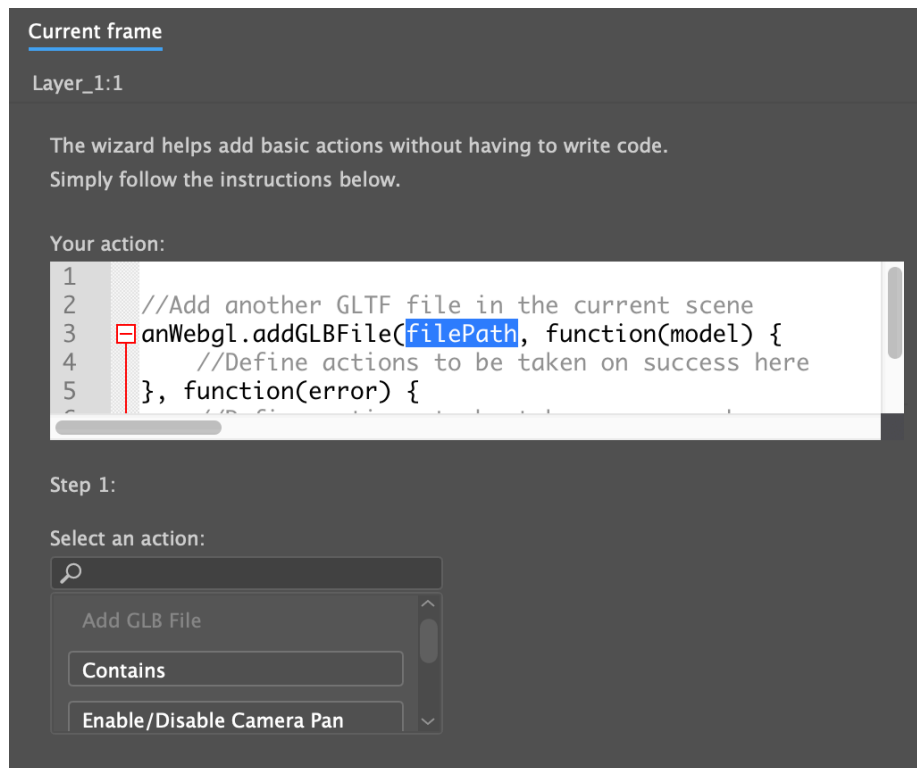 Current frame
Layer_1:1
The wizard helps add basic actions without having to write code.
Simply follow the instructions below.
Your action:
1
2 //Add another GLTF file in the current scene
3 anWebgl.addGLBFile(filePath, function(model) {
4 //Define actions to be taken on success here
5 }, function(error) {
Step 1:
Select an action:
Add GLB File
Contains
Enable/Disable Camera Pan